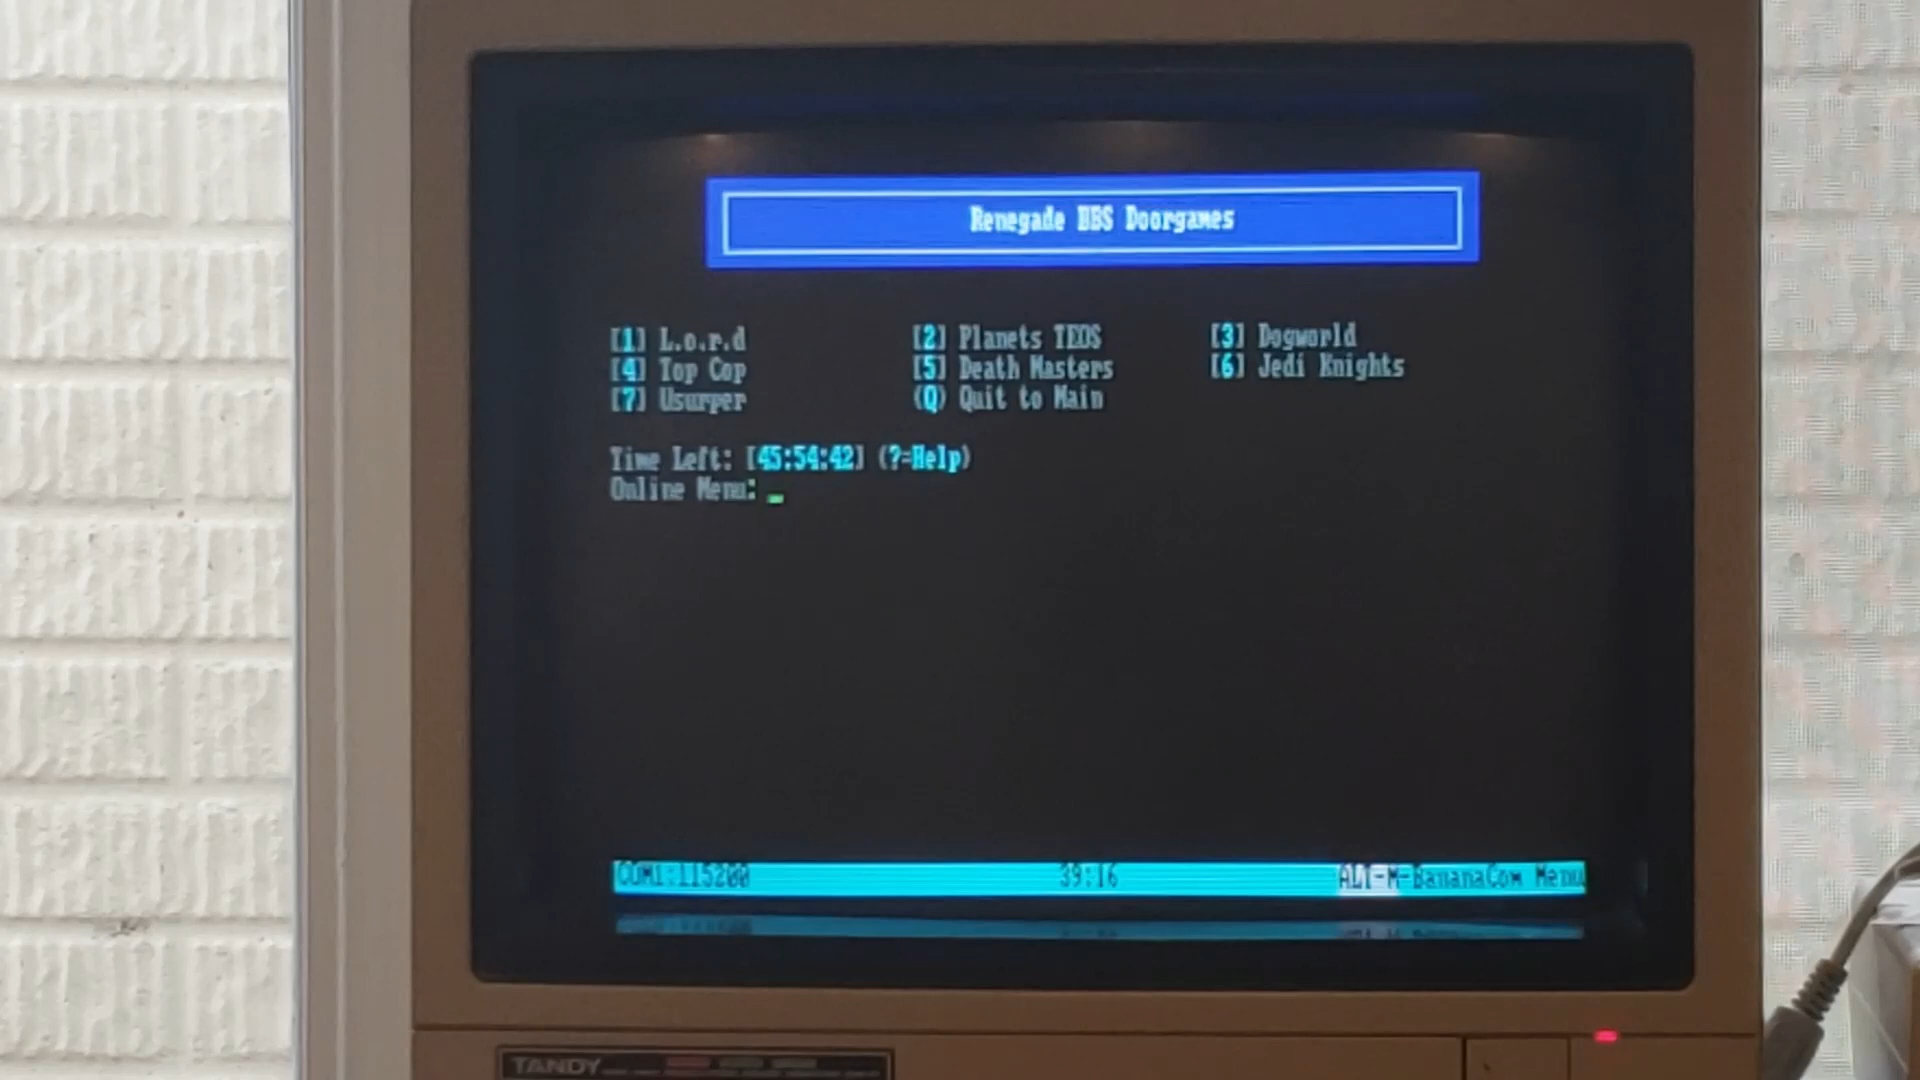 Renegade BBS Doorgames
[1] L.o.r.d [2] Planets TEOS [3] Dogworld
[4] Top Cop [5] Death Masters [6] Jedi Knights
[7] Usurper (Q) Quit to Main
Time Left: [45:54:42] (?=Help)
Online Menu: _
COM1:115200 39:16 ALT-M-BananaCom Menu
TANDY